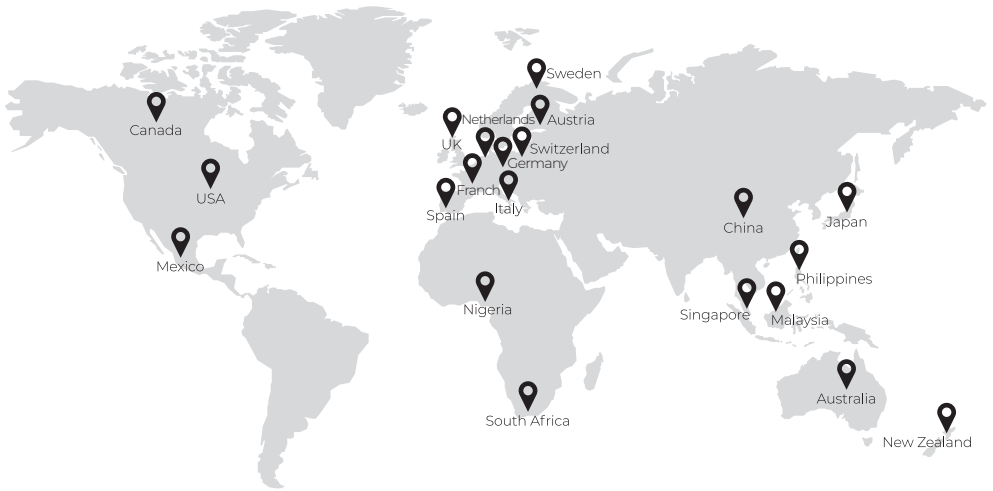 Sweden
Canada
Netherlands
Austria
UK
Switzerland
Germany
USA
Franch
Italy
Spain
China
Japan
Mexico
Philippines
Nigeria
Singapore
Malaysia
Australia
South Africa
New Zealand